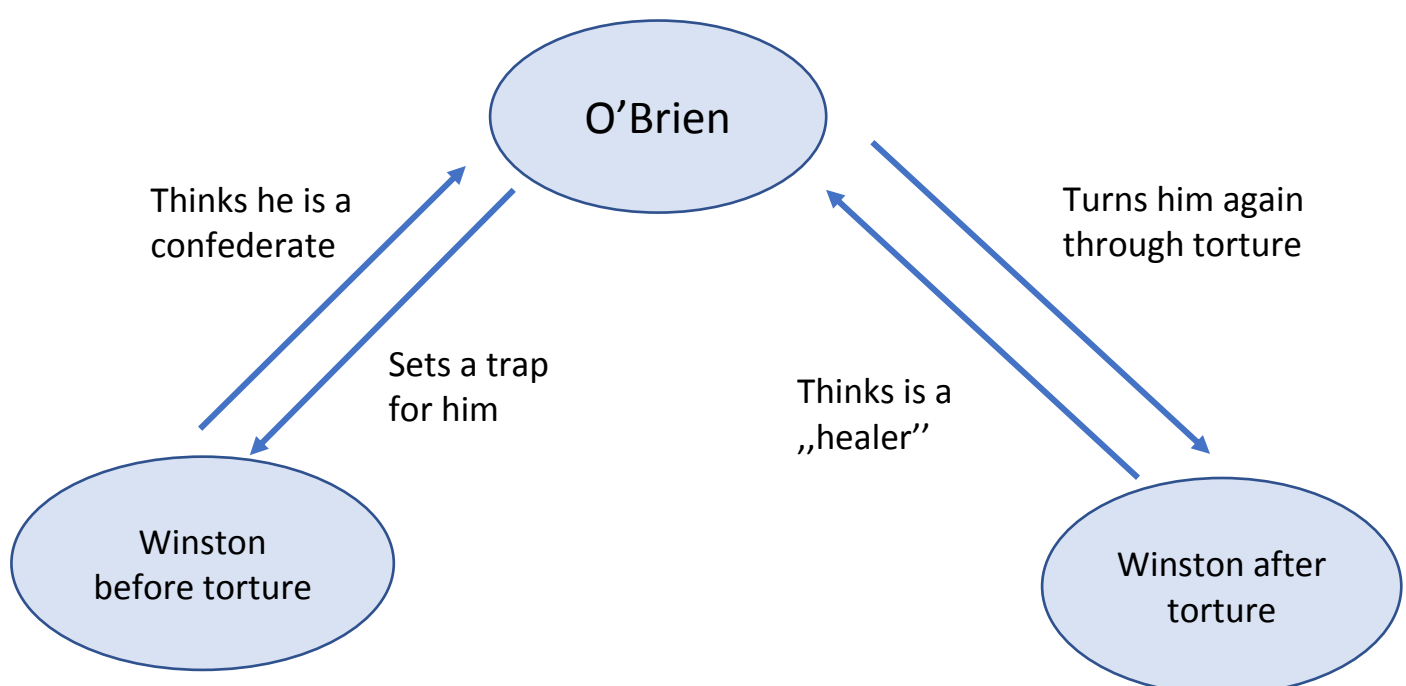 O’Brien
Thinks he is a
confederate
Turns him again
through torture
Sets a trap
for him
Thinks is a
,,healer’’
Winston
before torture
Winston after
torture